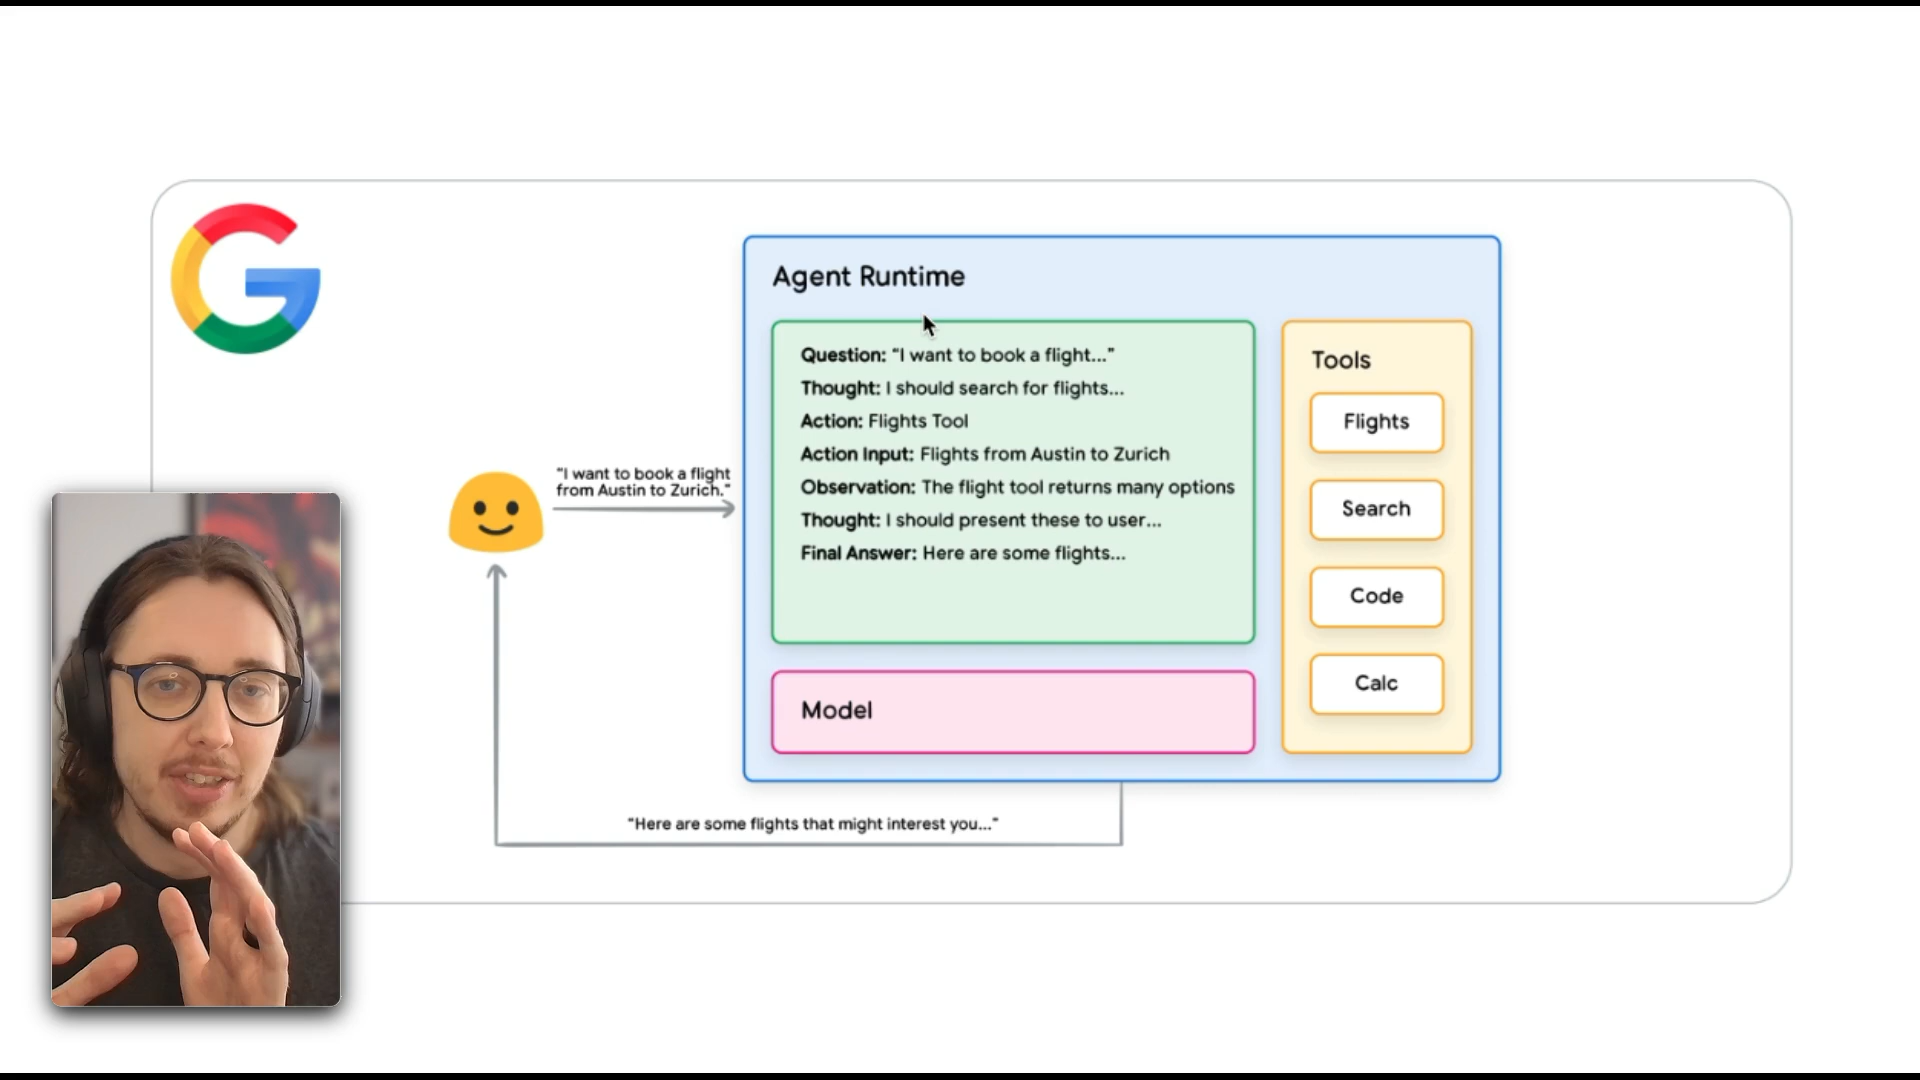 Agent Runtime
Question: "I want to book a flight..."
Thought: I should search for flights...
Action: Flights Tool
Action Input: Flights from Austin to Zurich
Observation: The flight tool returns many options
Thought: I should present these to user...
Final Answer: Here are some flights...
Tools
Flights
Search
Code
Calc
Model
"I want to book a flight
from Austin to Zurich."
"Here are some flights that might interest you..."